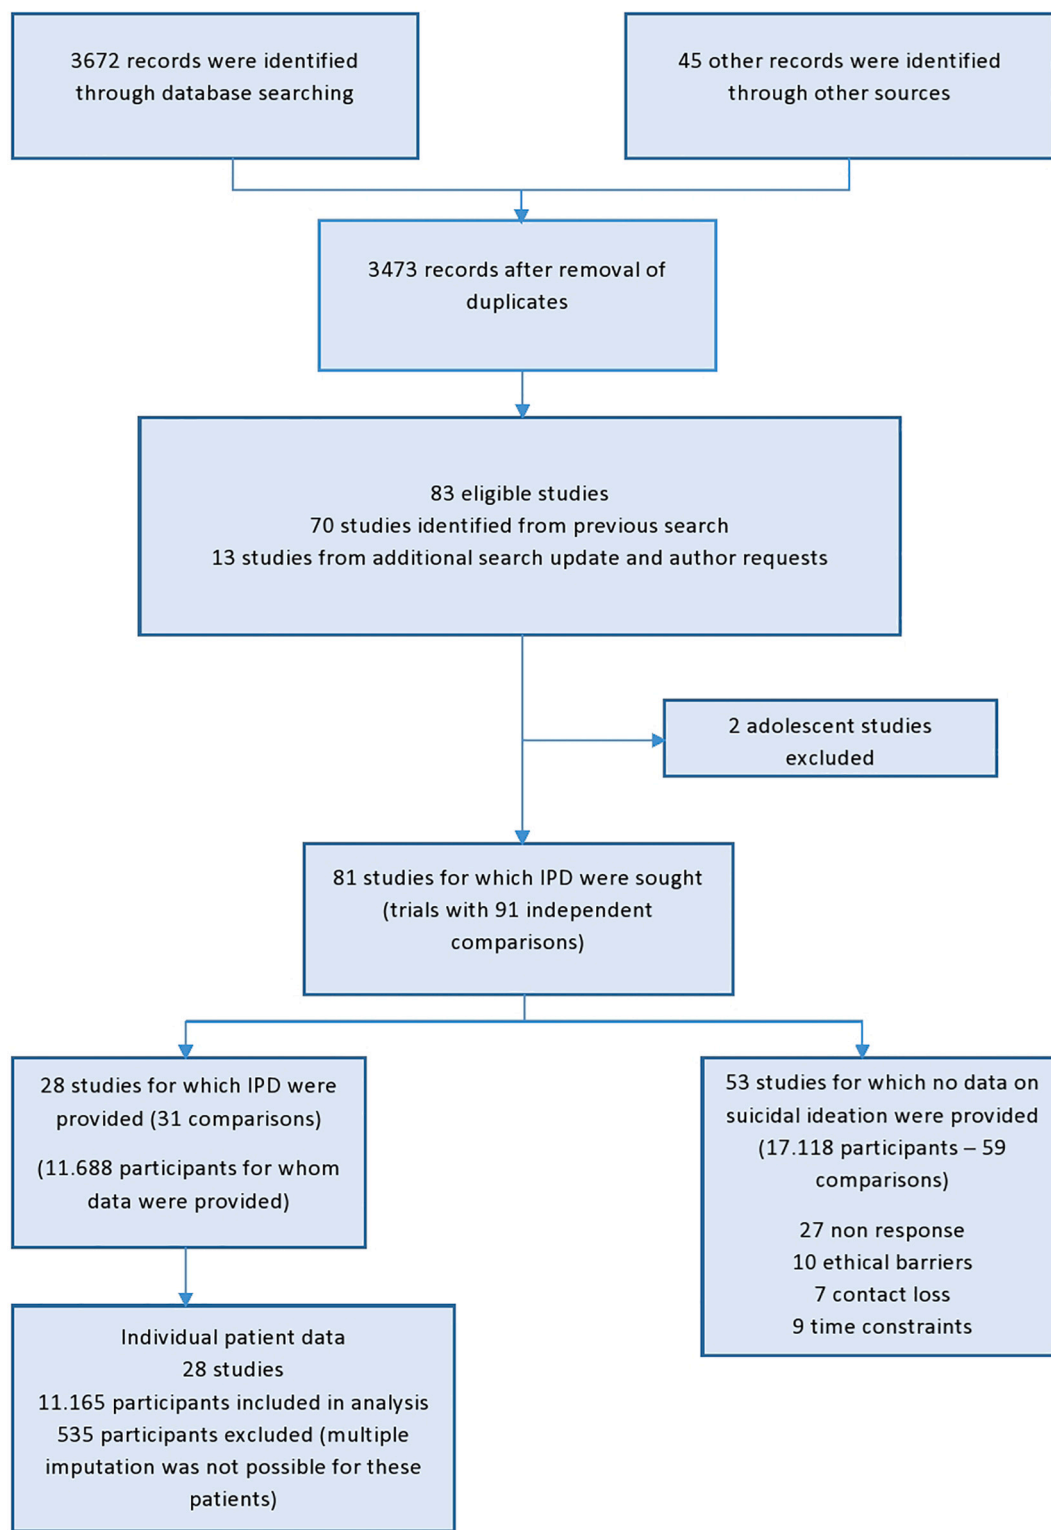 3672 records were identified
through database searching
45 other records were identified
through other sources
3473 records after removal of
duplicates
83 eligible studies
70 studies identified from previous search
13 studies from additional search update and author requests
2 adolescent studies
excluded
81 studies for which IPD were sought
(trials with 91 independent
comparisons)
28 studies for which IPD were
provided (31 comparisons)
(11.688 participants for whom
data were provided)
53 studies for which no data on
suicidal ideation were provided
(17.118 participants – 59
comparisons)
27 non response
10 ethical barriers
7 contact loss
9 time constraints
Individual patient data
28 studies
11.165 participants included in analysis
535 participants excluded (multiple
imputation was not possible for these
patients)